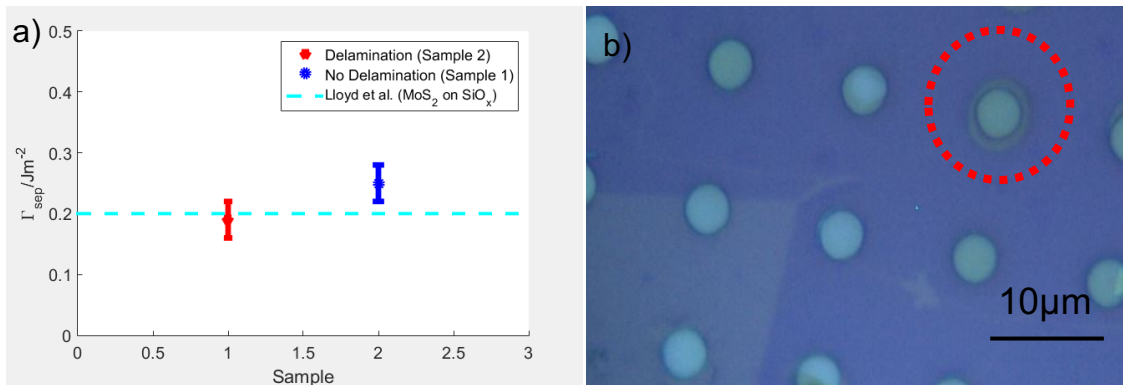 a)
0.5
0.4
0.3
0.2
0.1
0
Γsep/Jm-2
0 0.5 1 1.5 2 2.5 3
Sample
Delamination (Sample 2)
No Delamination (Sample 1)
Lloyd et al. (MoS2 on SiOx)
b)
10μm